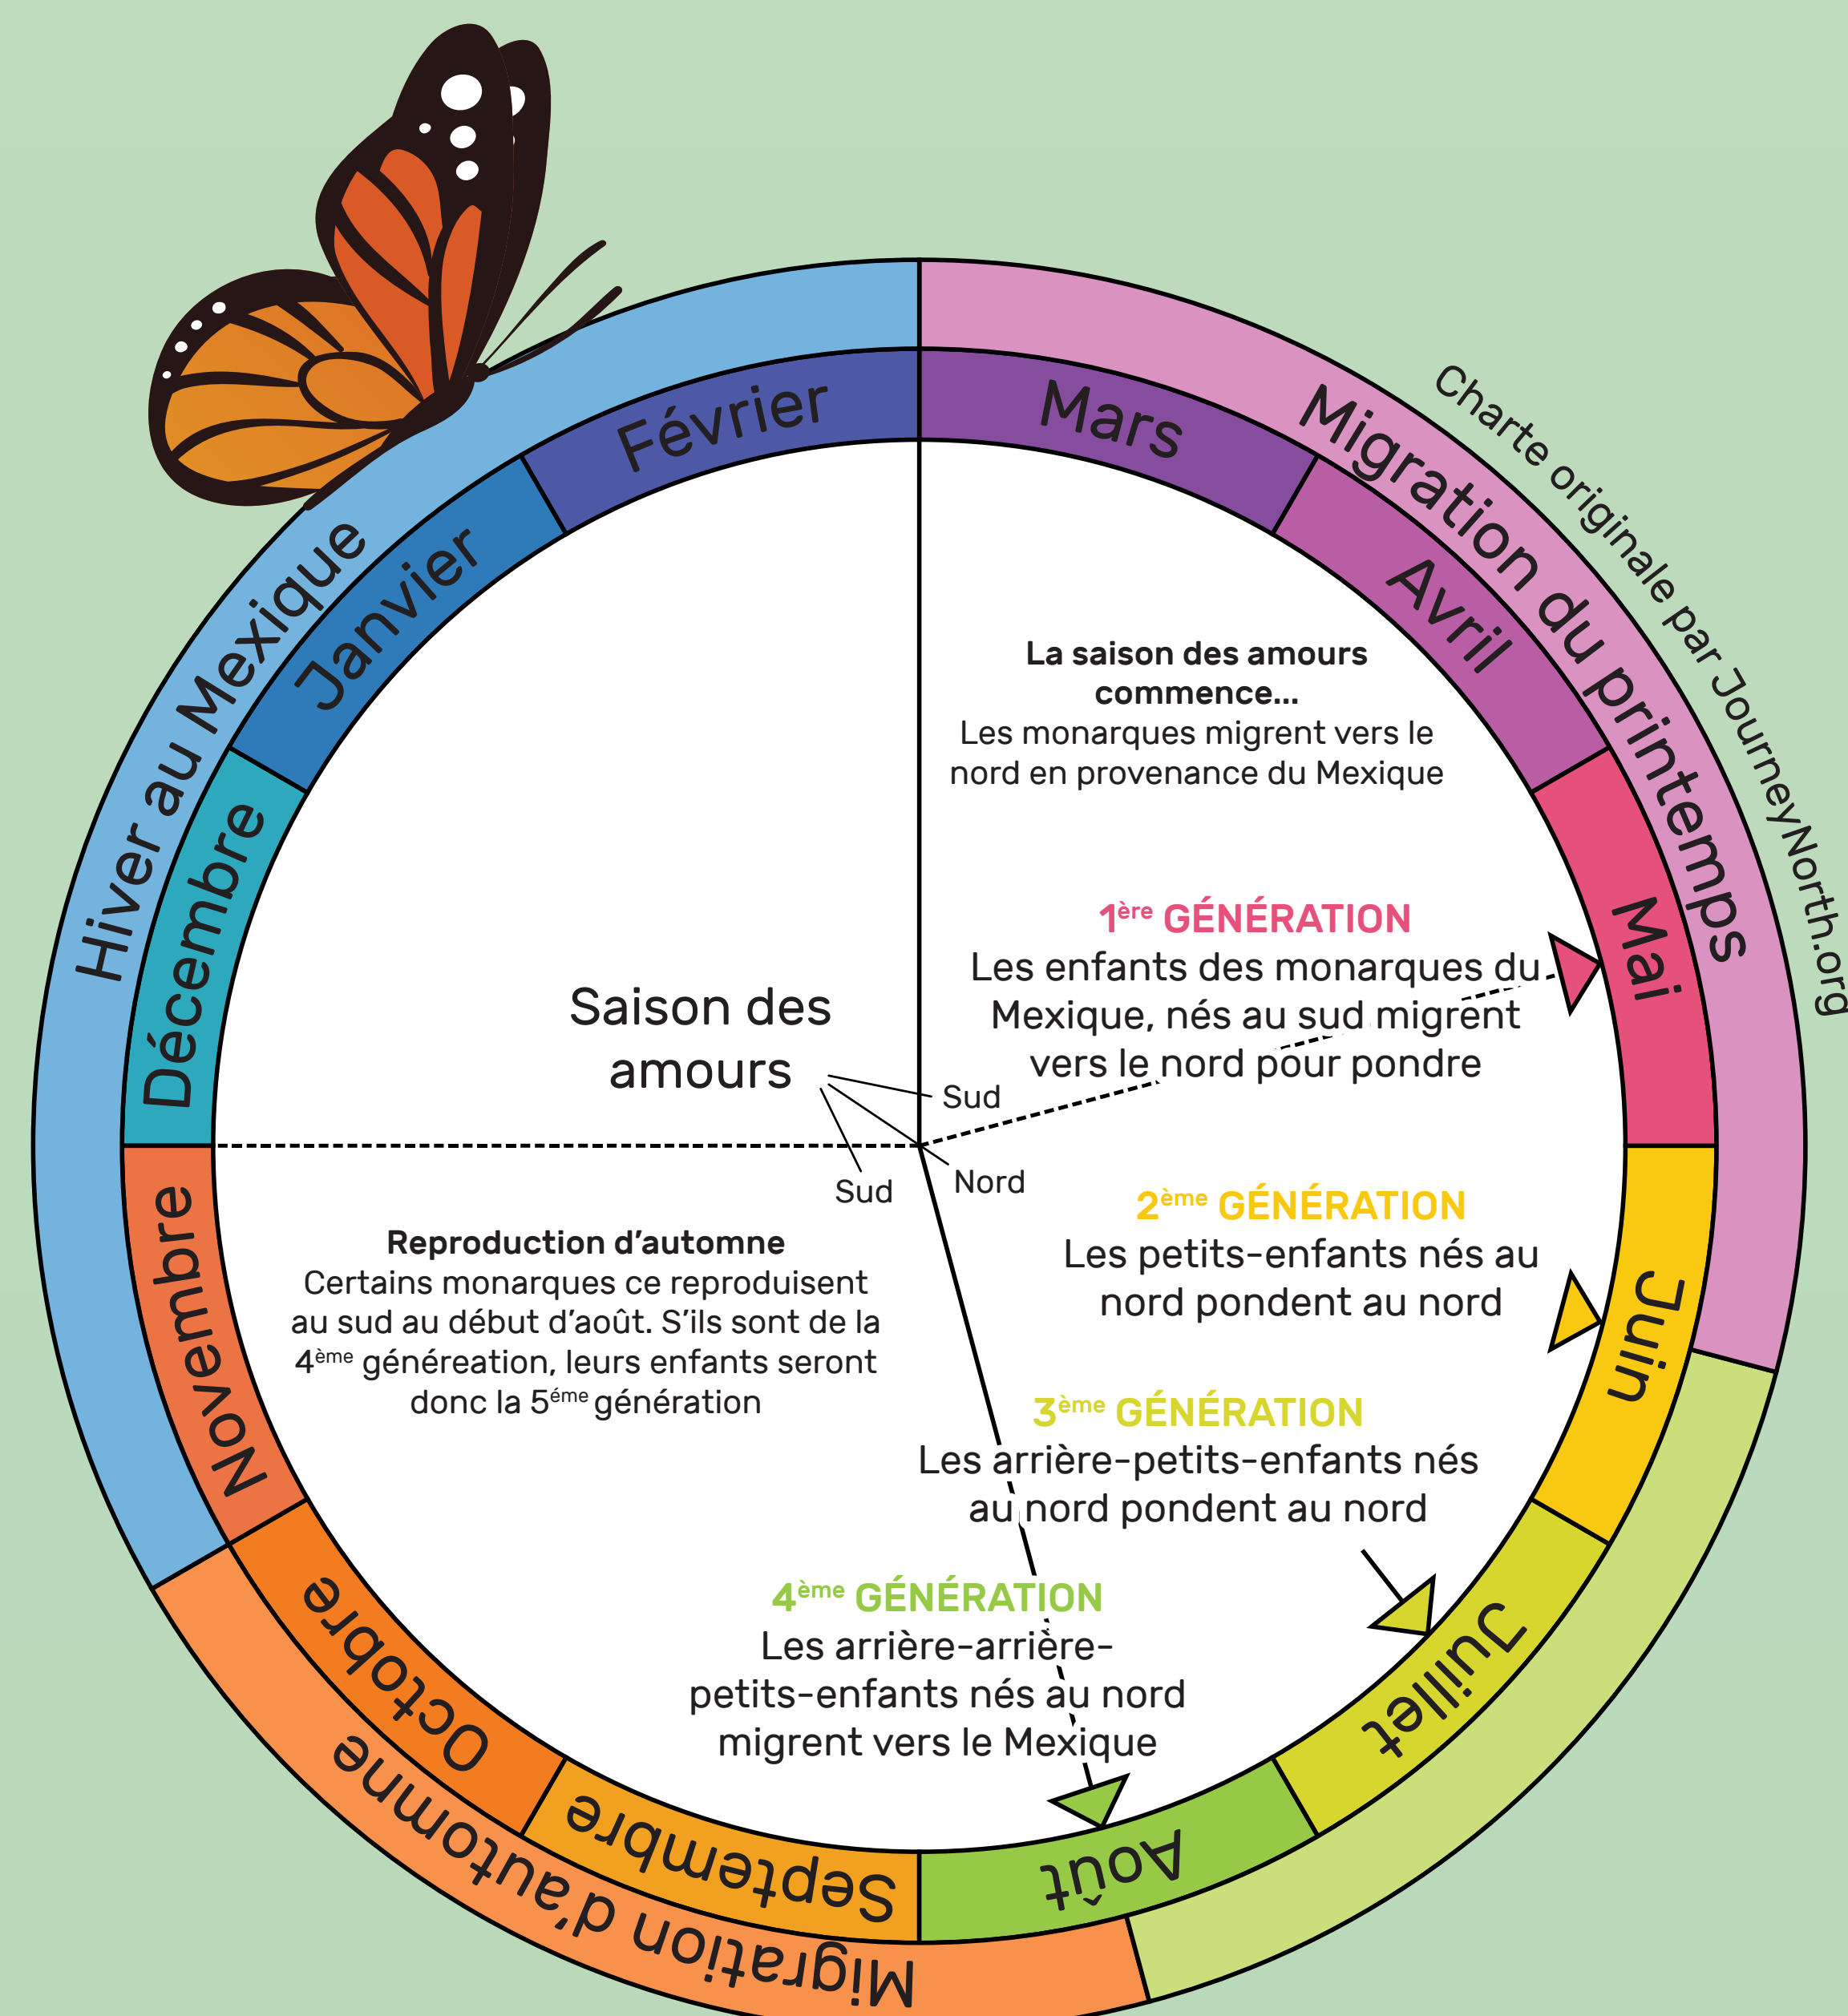 Février
Mars
Janvier
Avril
Décembre
Mai
Novembre
Juin
Octobre
Juillet
Septembre
Août
Hiver au Mexique
Migration du printemps
Migration d'automne
Charte originale par JourneyNorth.org
La saison des amours
commence...
Les monarques migrent vers le
nord en provenance du Mexique
1ère GÉNÉRATION
Les enfants des monarques du
Mexique, nés au sud migrent
vers le nord pour pondre
Saison des
amours
Sud
Nord
Sud
2ème GÉNÉRATION
Les petits-enfants nés au
nord pondent au nord
Reproduction d'automne
Certains monarques ce reproduisent
au sud au début d'août. S'ils sont de la
4ème généreation, leurs enfants seront
donc la 5éme génération
3ème GÉNÉRATION
Les arrière-petits-enfants nés
au nord pondent au nord
4ème GÉNÉRATION
Les arrière-arrière-
petits-enfants nés au nord
migrent vers le Mexique